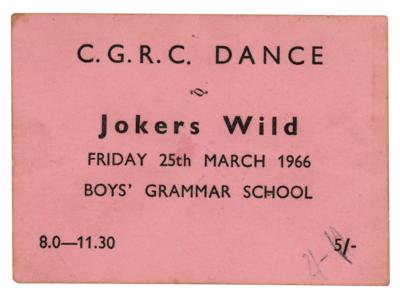 C.G.R.C. DANCE
Jokers Wild
FRIDAY 25th MARCH 1966
BOYS' GRAMMAR SCHOOL
8.0—11.30
5/-